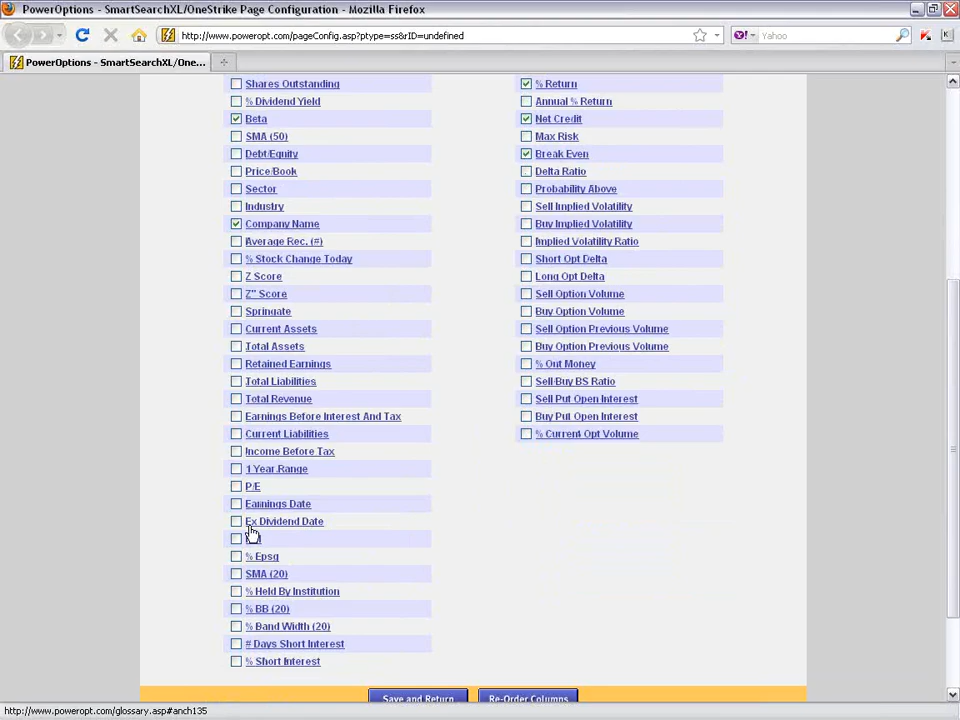 PowerOptions - SmartSearchXL/OneStrike Page Configuration - Mozilla Firefox
http://www.poweropt.com/pageConfig.asp?ptype=ss&rID=undefined
Yahoo
PowerOptions - SmartSearchXL/One...
Shares Outstanding
% Dividend Yield
Beta
SMA (50)
Debt/Equity
Price/Book
Sector
Industry
Company Name
Average Rec. (#)
% Stock Change Today
Z Score
Z" Score
Springate
Current Assets
Total Assets
Retained Earnings
Total Liabilities
Total Revenue
Earnings Before Interest And Tax
Current Liabilities
Income Before Tax
1 Year Range
P/E
Earnings Date
Ex Dividend Date
% Epsg
SMA (20)
% Held By Institution
% BB (20)
% Band Width (20)
# Days Short Interest
% Short Interest
% Return
Annual % Return
Net Credit
Max Risk
Break Even
Delta Ratio
Probability Above
Sell Implied Volatility
Buy Implied Volatility
Implied Volatility Ratio
Short Opt Delta
Long Opt Delta
Sell Option Volume
Buy Option Volume
Sell Option Previous Volume
Buy Option Previous Volume
% Out Money
Sell/Buy BS Ratio
Sell Put Open Interest
Buy Put Open Interest
% Current Opt Volume
Save and Return
Re-Order Columns
http://www.poweropt.com/glossary.asp#anch135